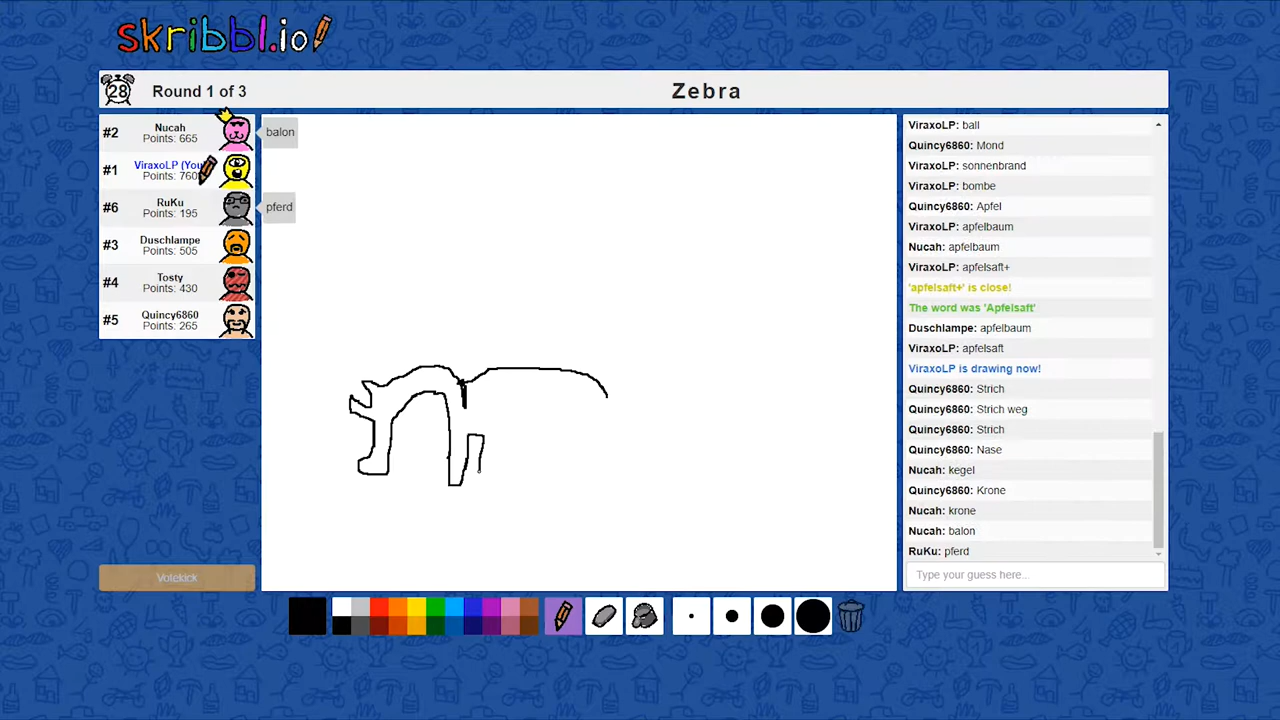 skribbl.io!
28
Round 1 of 3
Zebra
#2
Nucah
Points: 665
balon
#1
ViraxoLP (You
Points: 760
#6
RuKu
Points: 195
pferd
#3
Duschlampe
Points: 505
#4
Tosty
Points: 430
#5
Quincy6860
Points: 265
Votekick
ViraxoLP: ball
Quincy6860: Mond
ViraxoLP: sonnenbrand
ViraxoLP: bombe
Quincy6860: Apfel
ViraxoLP: apfelbaum
Nucah: apfelbaum
ViraxoLP: apfelsaft+
'apfelsaft+' is close!
The word was 'Apfelsaft'
Duschlampe: apfelbaum
ViraxoLP: apfelsaft
ViraxoLP is drawing now!
Quincy6860: Strich
Quincy6860: Strich weg
Quincy6860: Strich
Quincy6860: Nase
Nucah: kegel
Quincy6860: Krone
Nucah: krone
Nucah: balon
RuKu: pferd
Type your guess here...